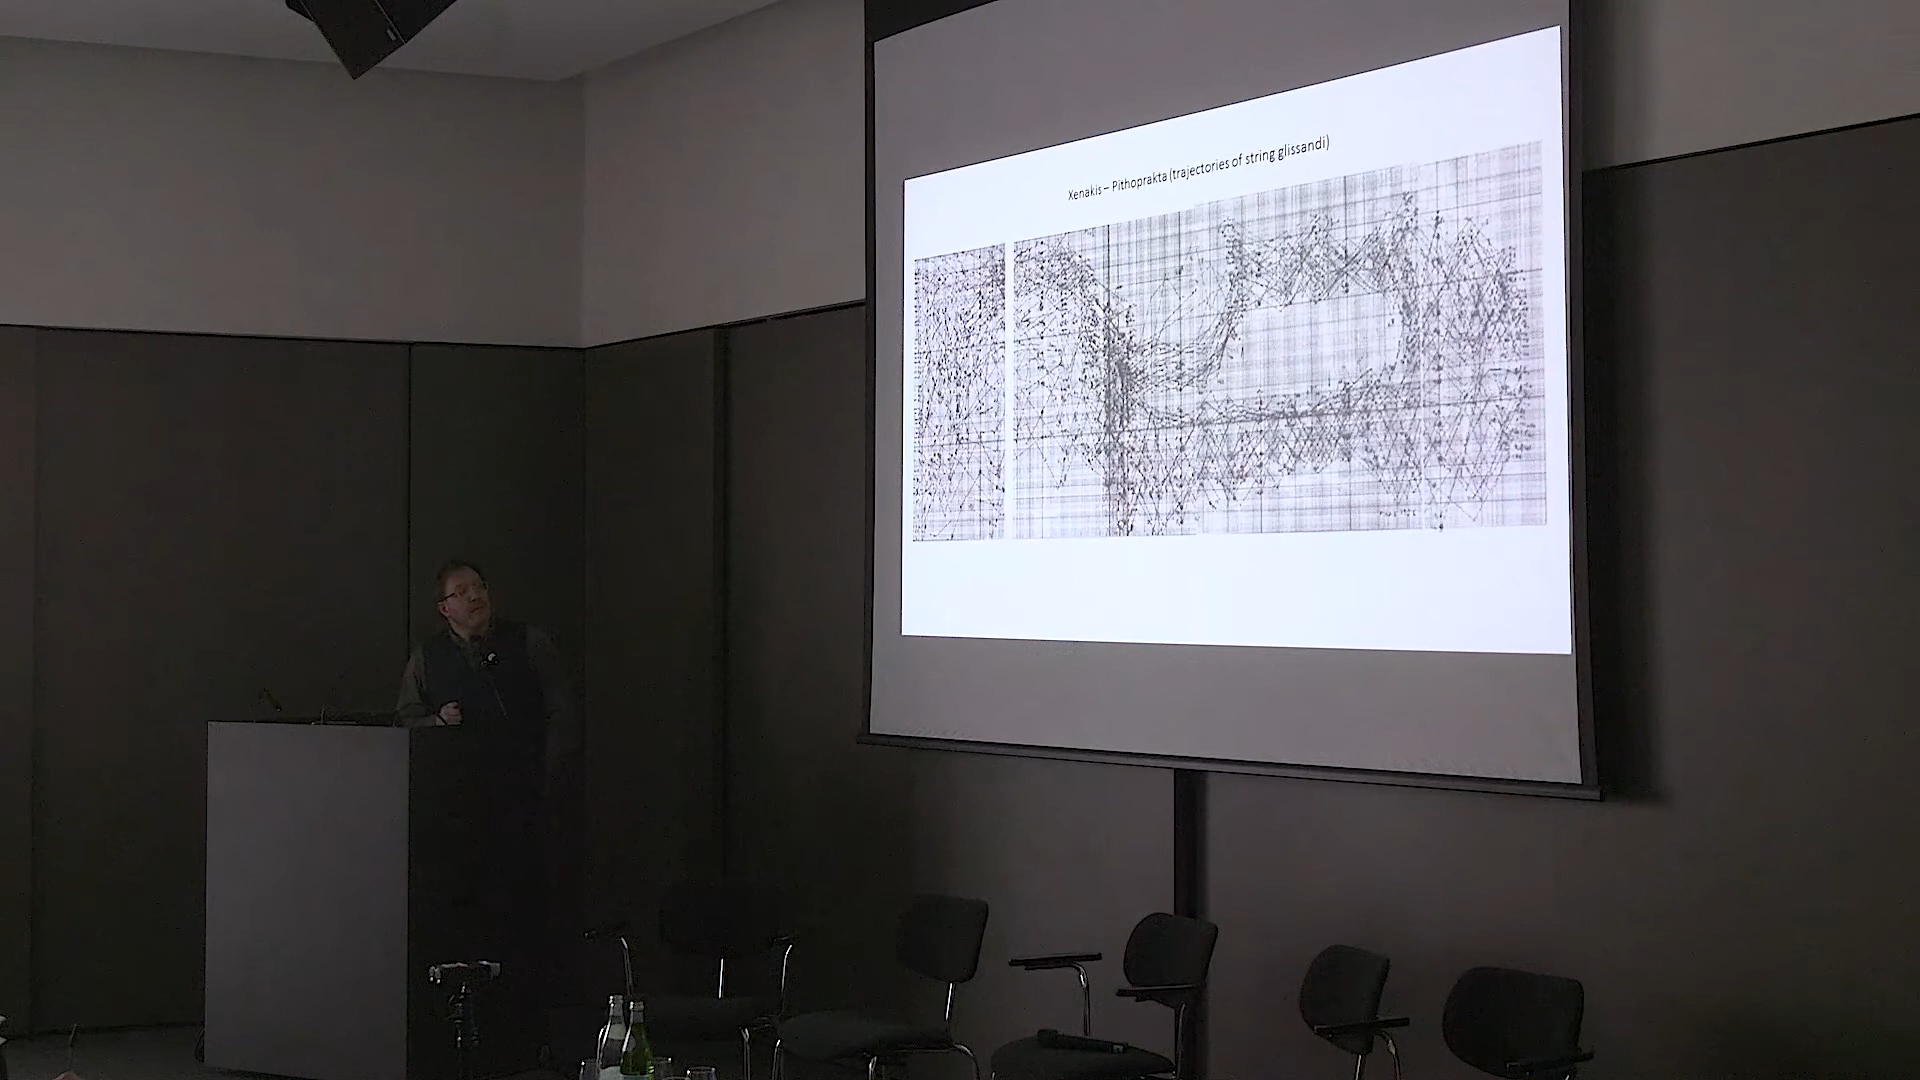 Xenakis – Pithoprakta (trajectories of string glissandi)